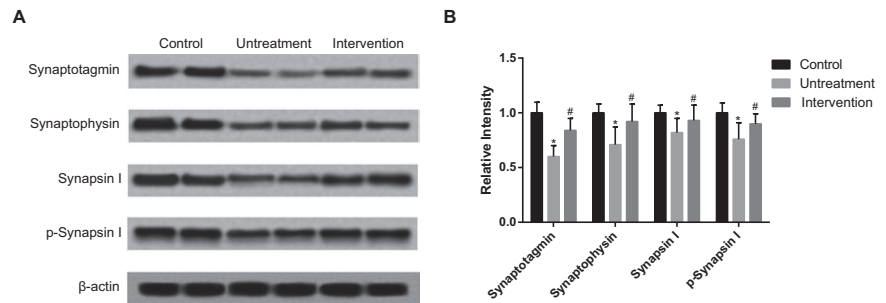 A
Control Untreatment Intervention
Synaptotagmin
Synaptophysin
Synapsin I
p-Synapsin I
β-actin
B
Relative Intensity
1.5
1.0
0.5
0.0
* #
* #
* #
* #
Synaptotagmin
Synaptophysin
Synapsin I
p-Synapsin I
Control
Untreatment
Intervention